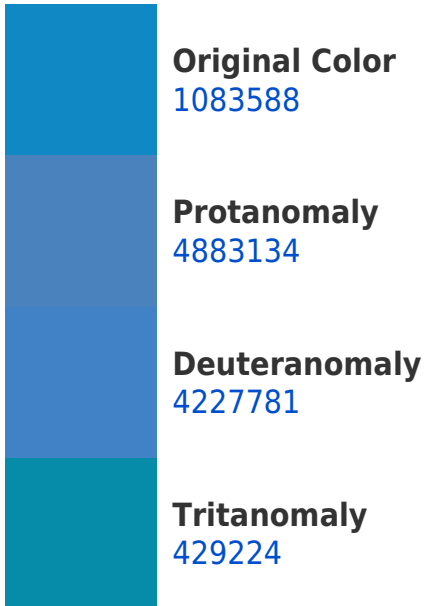 Original Color
1083588
Protanomaly
4883134
Deuteranomaly
4227781
Tritanomaly
429224